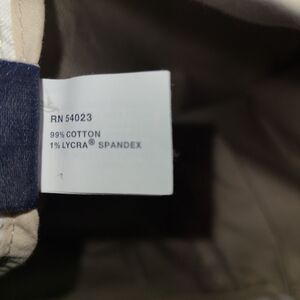 RN 54023
99% COTTON
1% LYCRA® SPANDEX